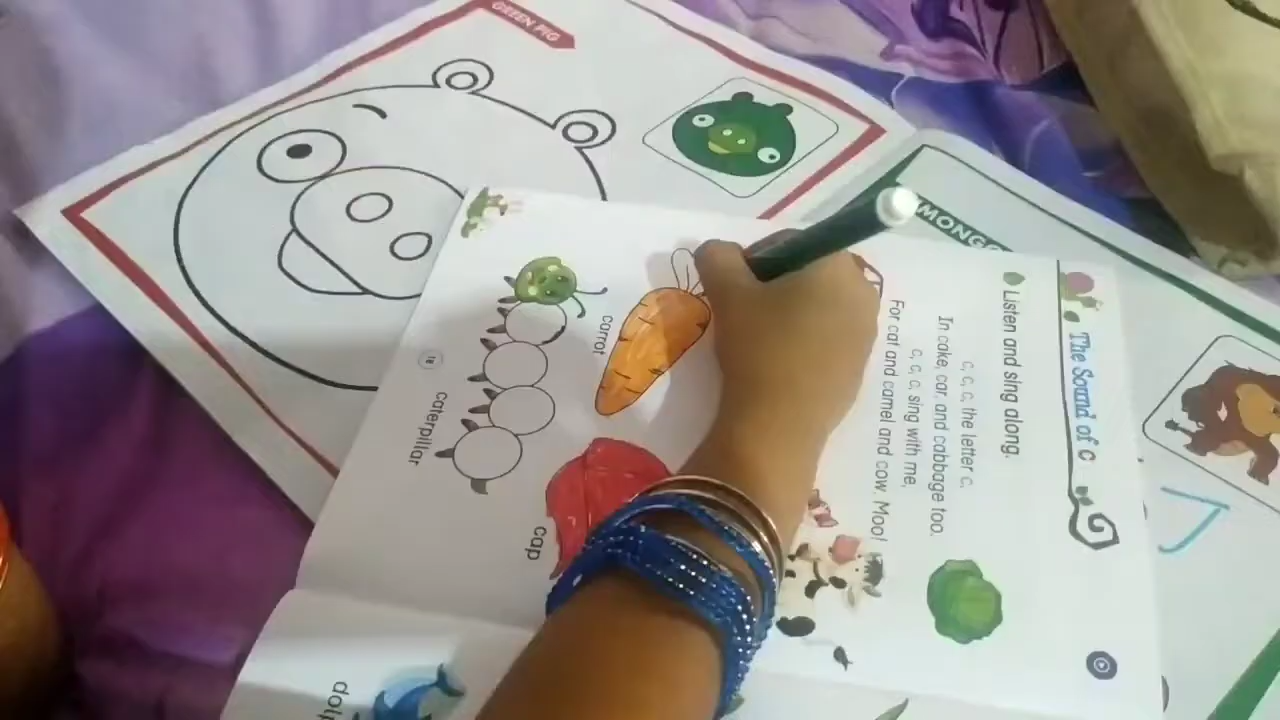 GREEN PIG
The Sound of c
Listen and sing along.
c, c, c, the letter c,
In cake, car, and cabbage too.
c, c, c, sing with me,
For cat and camel and cow. Moo!
carrot
cap
caterpillar
18